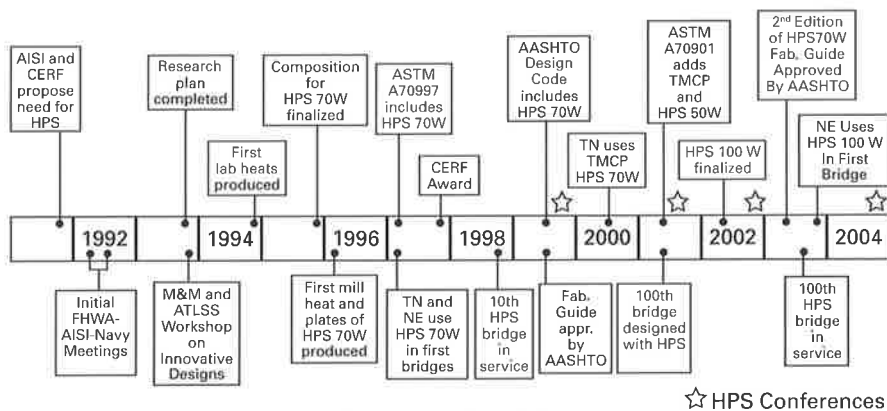 AISI and
CERF
propose
need for
HPS
Research
plan
completed
First
lab heats
produced
Composition
for
HPS 70W
finalized
ASTM
A70997
includes
HPS 70W
CERF
Award
AASHTO
Design
Code
includes
HPS 70W
TN uses
TMCP
HPS 70W
ASTM
A70901
adds
TMCP
and
HPS 50W
HPS 100 W
finalized
2nd Edition
of HPS70W
Fab. Guide
Approved
By AASHTO
NE Uses
HPS 100 W
In First
Bridge
1992
1994
1996
1998
2000
2002
2004
Initial
FHWA-
AISI-Navy
Meetings
M&M and
ATLSS
Workshop
on
Innovative
Designs
First mill
heat and
plates of
HPS 70W
produced
TN and
NE use
HPS 70W
in first
bridges
10th
HPS
bridge
in
service
Fab.
Guide
appr.
by
AASHTO
100th
bridge
designed
with HPS
100th
HPS
bridge
in
service
HPS Conferences